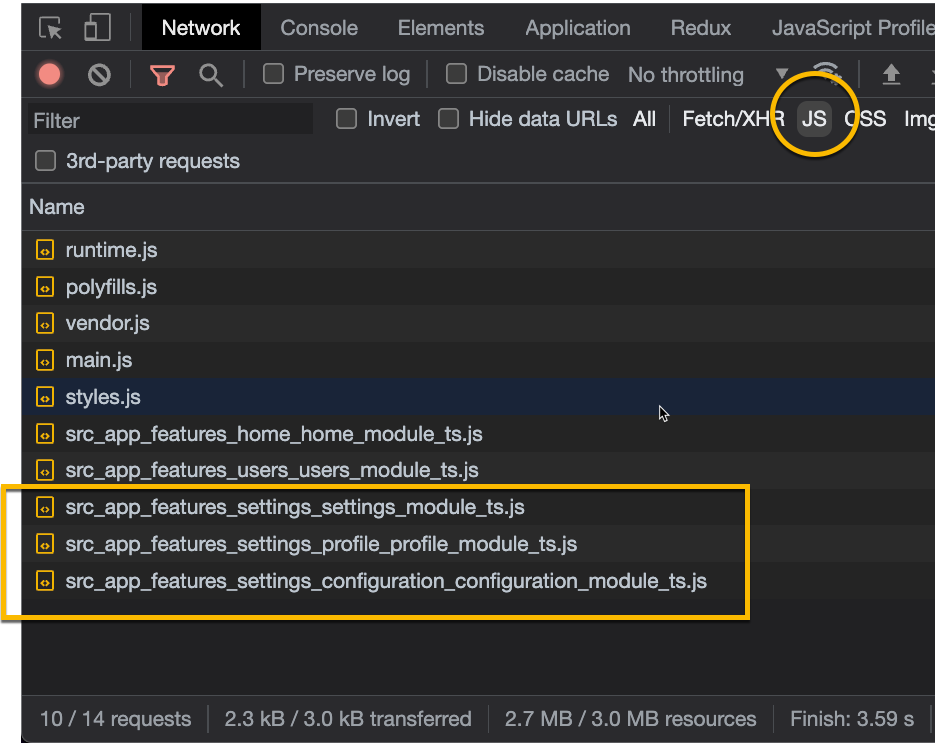 Network Console Elements Application Redux JavaScript Profile
Preserve log Disable cache No throttling
Filter Invert Hide data URLs All Fetch/XHR JS CSS Img
3rd-party requests
Name
runtime.js
polyfills.js
vendor.js
main.js
styles.js
src_app_features_home_home_module_ts.js
src_app_features_users_users_module_ts.js
src_app_features_settings_settings_module_ts.js
src_app_features_settings_profile_profile_module_ts.js
src_app_features_settings_configuration_configuration_module_ts.js
10 / 14 requests 2.3 kB / 3.0 kB transferred 2.7 MB / 3.0 MB resources Finish: 3.59 s